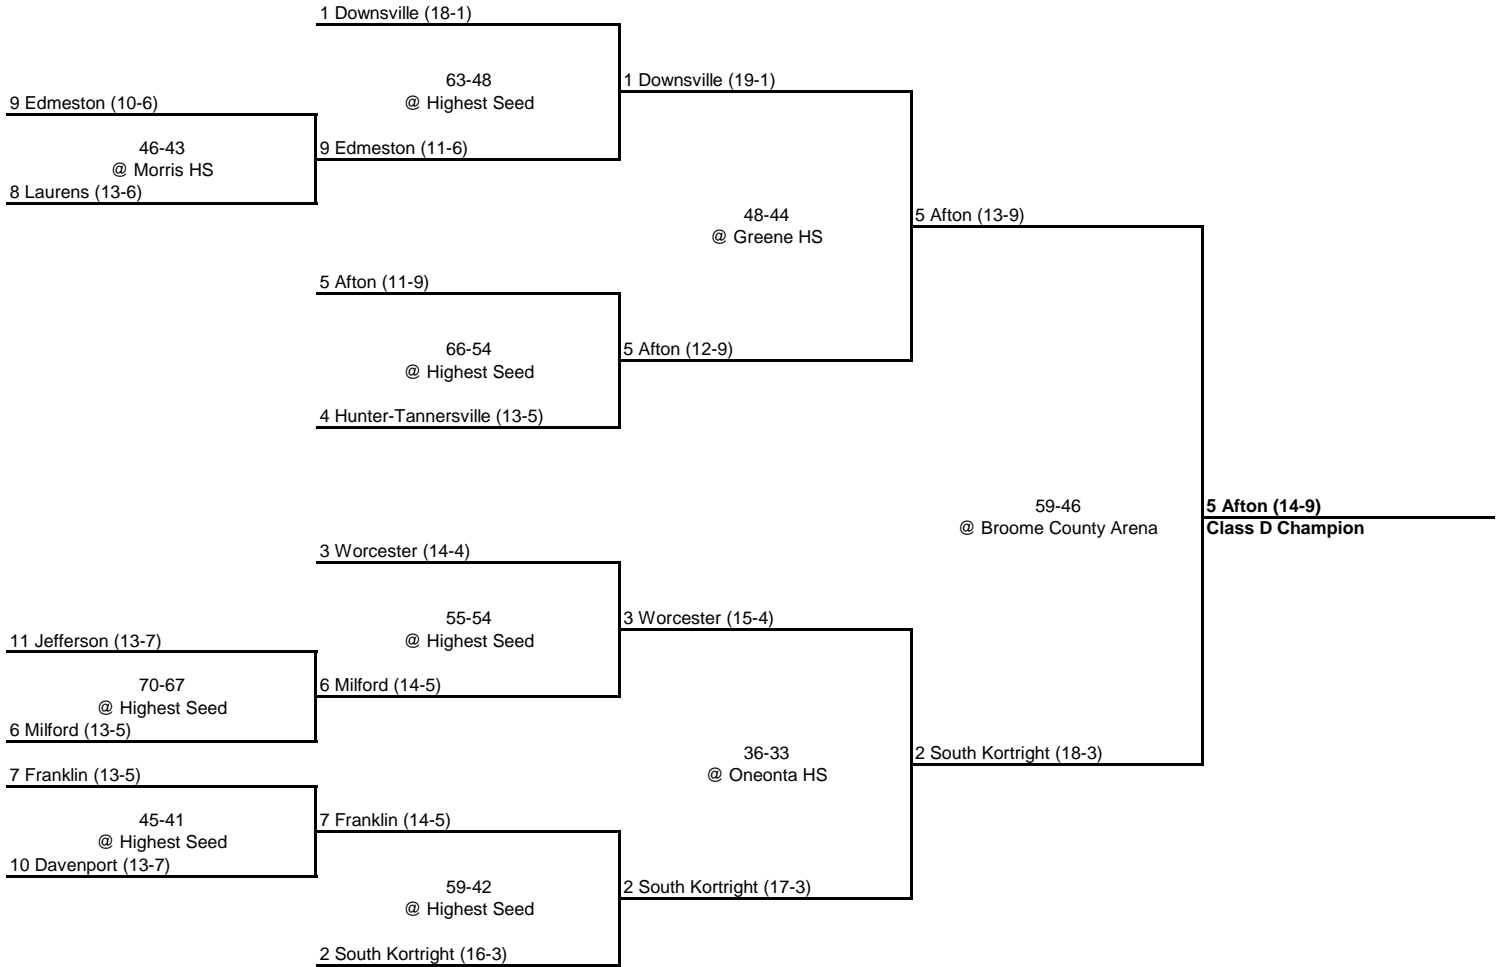 1 Downsville (18-1)
63-48
@ Highest Seed
1 Downsville (19-1)
9 Edmeston (10-6)
46-43
@ Morris HS
9 Edmeston (11-6)
8 Laurens (13-6)
48-44
@ Greene HS
5 Afton (13-9)
5 Afton (11-9)
66-54
@ Highest Seed
5 Afton (12-9)
4 Hunter-Tannersville (13-5)
59-46
@ Broome County Arena
5 Afton (14-9)
Class D Champion
3 Worcester (14-4)
55-54
@ Highest Seed
3 Worcester (15-4)
11 Jefferson (13-7)
70-67
@ Highest Seed
6 Milford (14-5)
6 Milford (13-5)
36-33
@ Oneonta HS
2 South Kortright (18-3)
7 Franklin (13-5)
45-41
@ Highest Seed
7 Franklin (14-5)
10 Davenport (13-7)
59-42
@ Highest Seed
2 South Kortright (17-3)
2 South Kortright (16-3)